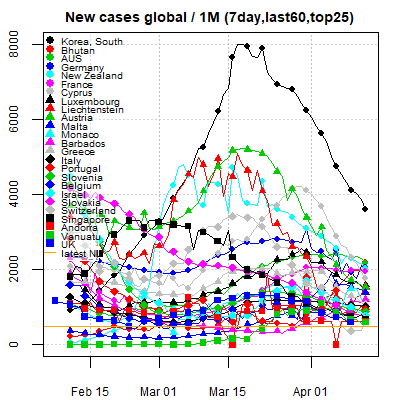 New cases global / 1M (7day,last60,top25)
8000
6000
4000
2000
0
Korea, South
Bhutan
AUS
Germany
New Zealand
France
Cyprus
Luxembourg
Liechtenstein
Austria
Malta
Monaco
Barbados
Greece
Italy
Portugal
Slovenia
Belgium
Israel
Slovakia
Switzerland
Singapore
Andorra
Vanuatu
UK
latest NL
Feb 15
Mar 01
Mar 15
Apr 01